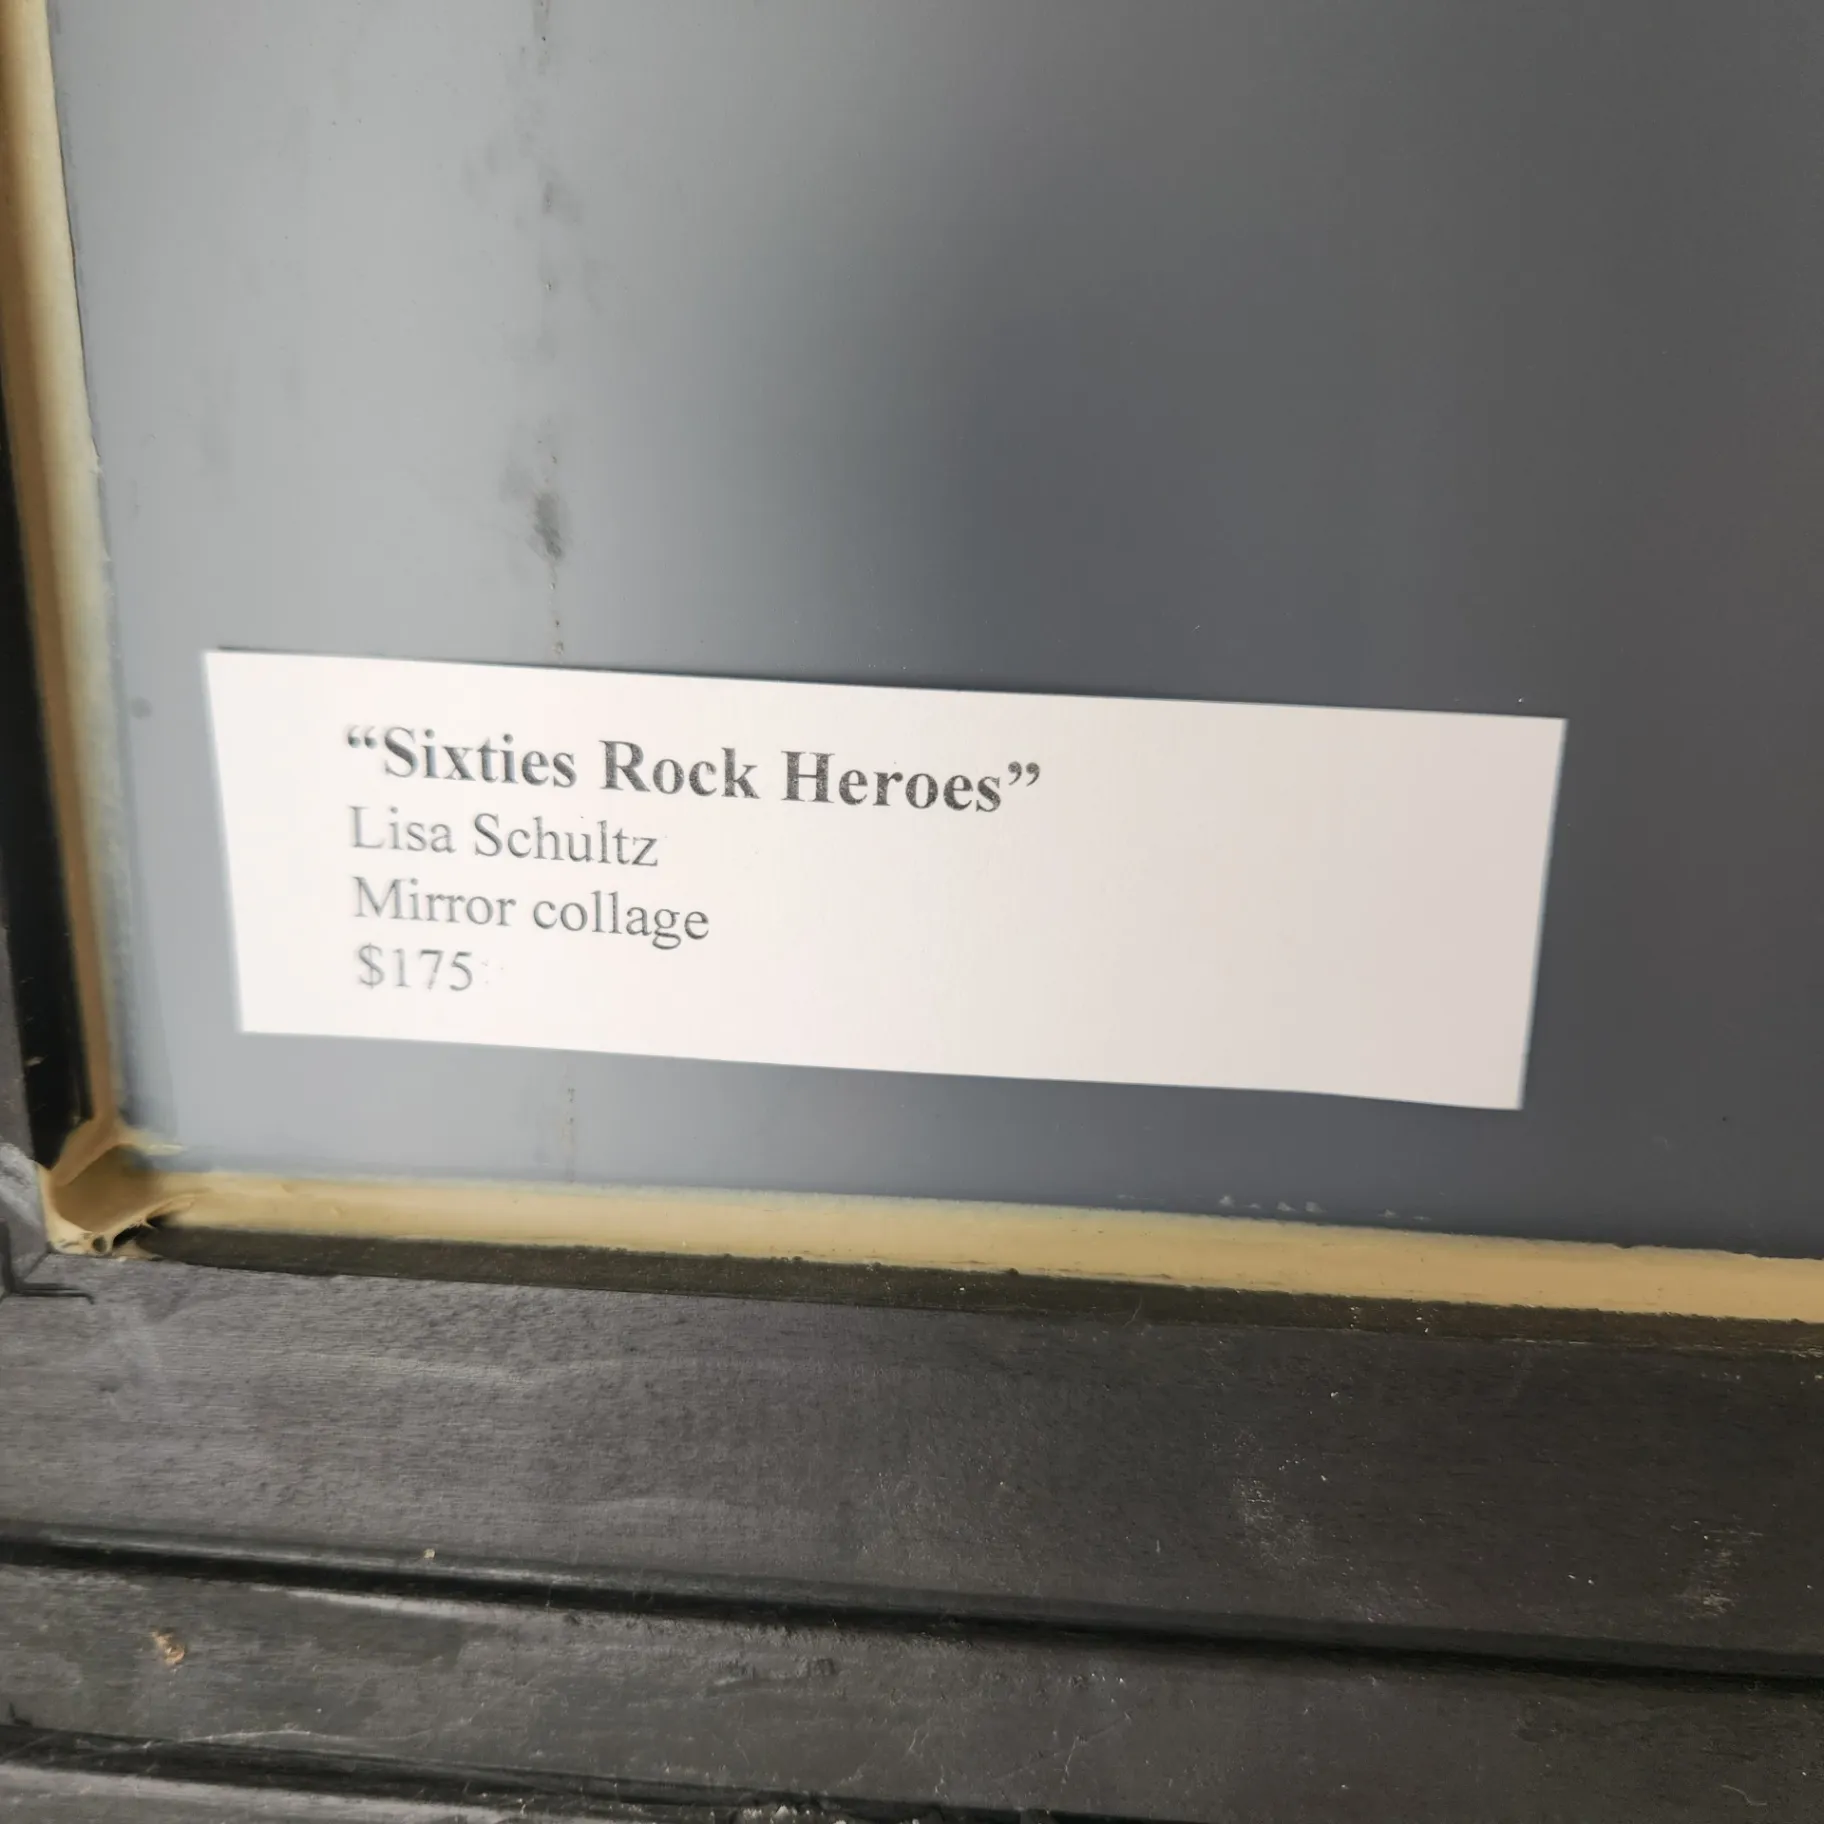 “Sixties Rock Heroes”
Lisa Schultz
Mirror collage
$175